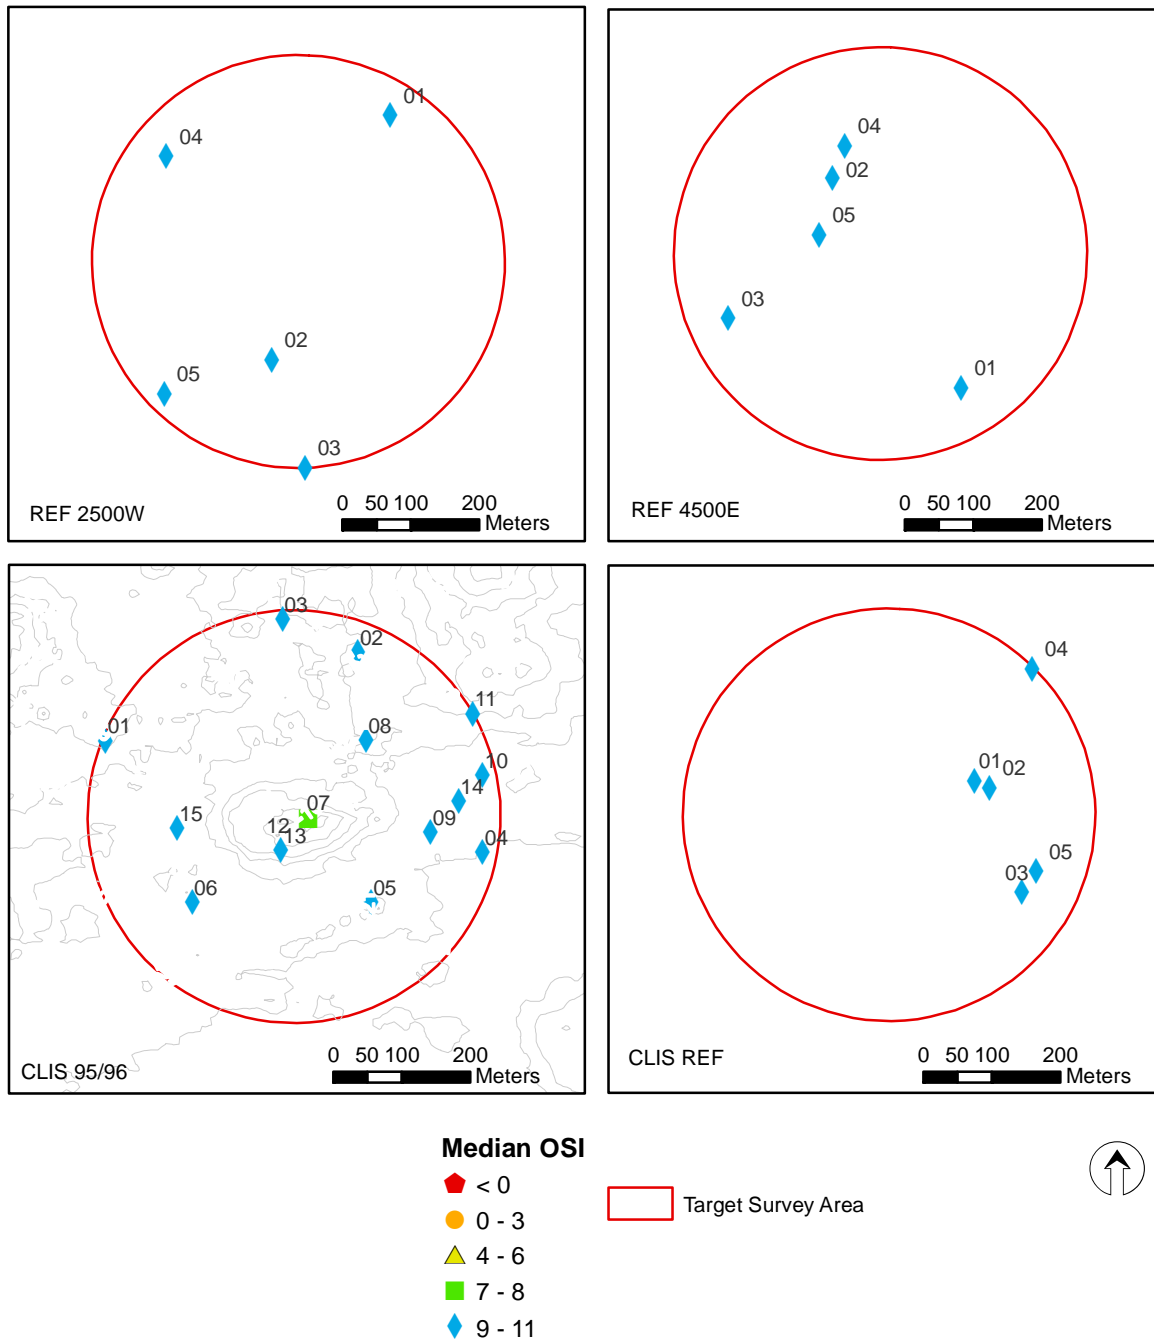 01
04
02
05
03
0 50 100 200
Meters
REF 2500W
04
02
05
03
01
0 50 100 200
Meters
REF 4500E
03
02
01
11
08
10
14
07
15
12
13
09
04
06
05
0 50 100 200
Meters
CLIS 95/96
04
01
02
05
03
0 50 100 200
Meters
CLIS REF
Median OSI
< 0
0 - 3
4 - 6
7 - 8
9 - 11
Target Survey Area